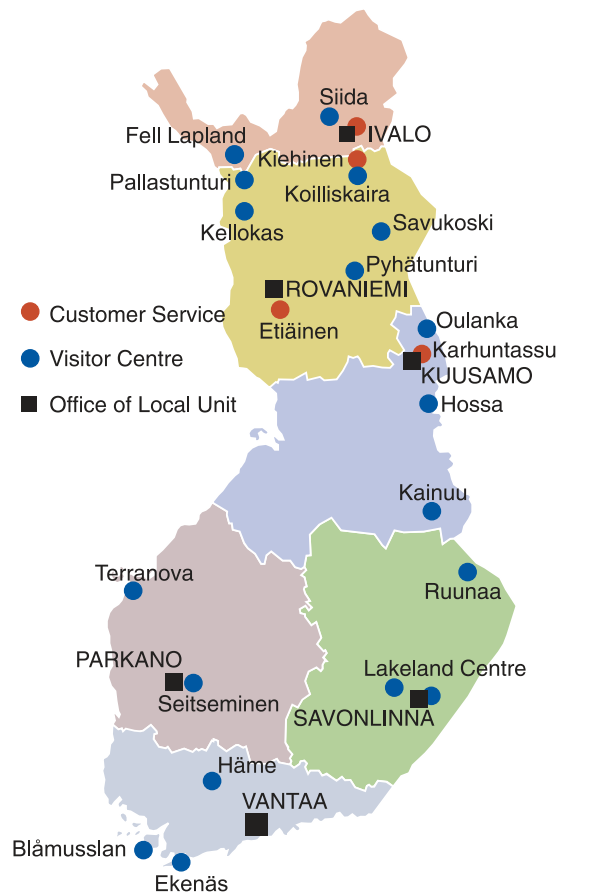 Siida
IVALO
Fell Lapland
Kiehinen
Pallastunturi
Koilliskaira
Kellokas
Savukoski
Pyhätunturi
ROVANIEMI
Customer Service
Etiäinen
Oulanka
Visitor Centre
Karhuntassu
KUUSAMO
Office of Local Unit
Hossa
Kainuu
Terranova
Ruunaa
PARKANO
Lakeland Centre
Seitseminen
SAVONLINNA
Häme
VANTAA
Blåmusslan
Ekenäs